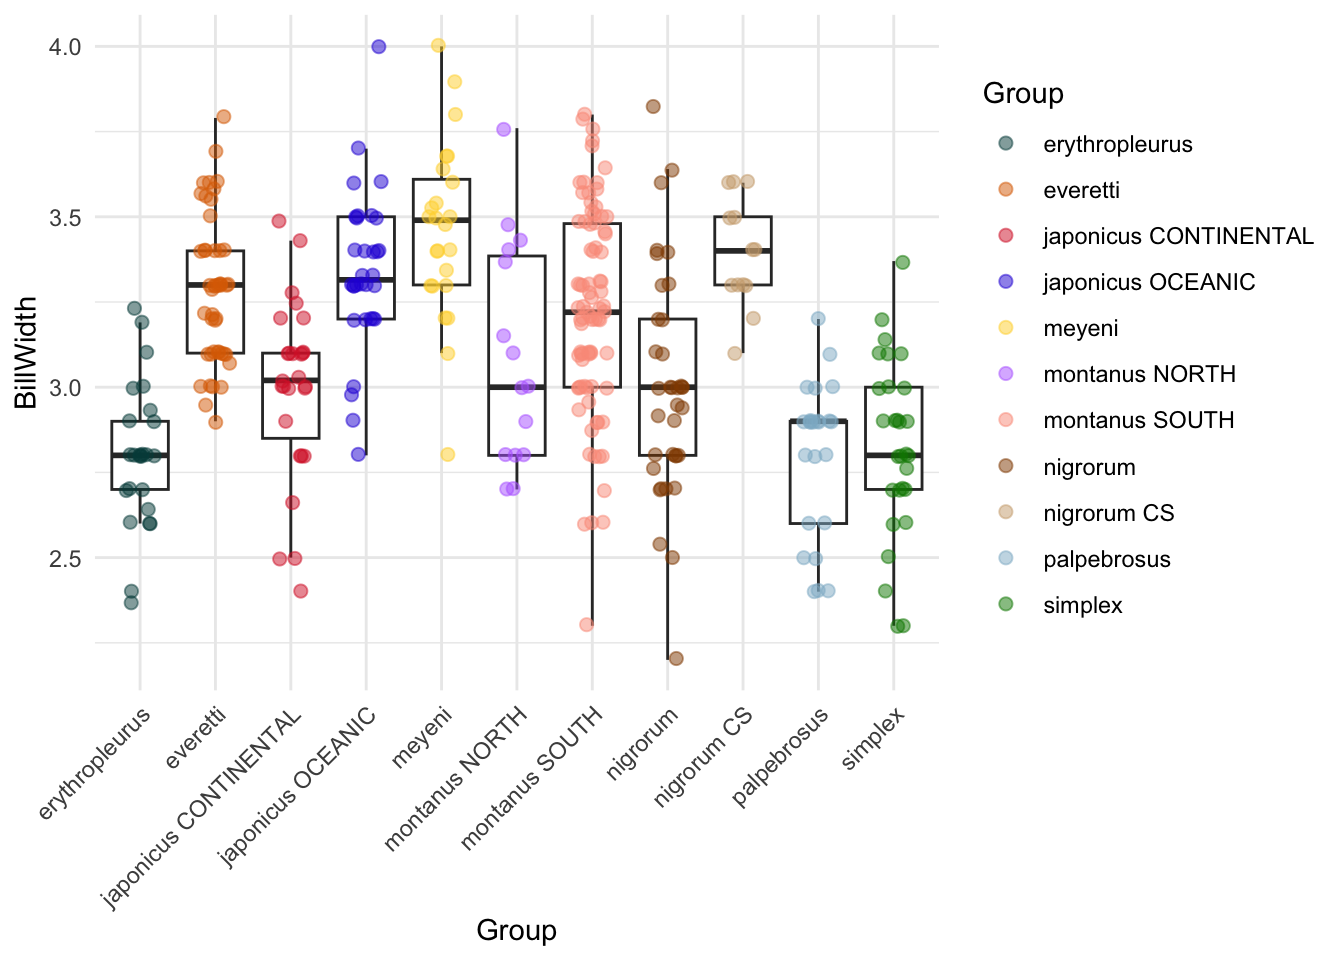 4.0
3.5
3.0
2.5
BillWidth
erythropleurus
everetti
japonicus CONTINENTAL
japonicus OCEANIC
meyeni
montanus NORTH
montanus SOUTH
nigrorum
nigrorum CS
palpebrosus
simplex
Group
Group
erythropleurus
everetti
japonicus CONTINENTAL
japonicus OCEANIC
meyeni
montanus NORTH
montanus SOUTH
nigrorum
nigrorum CS
palpebrosus
simplex